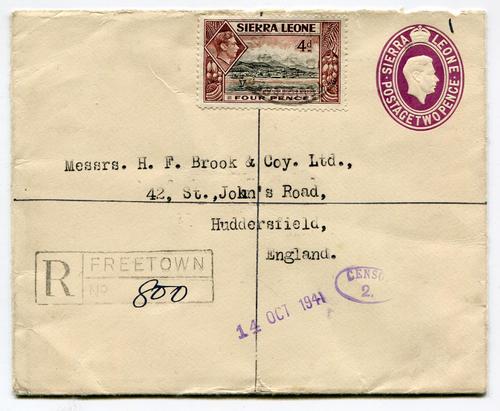 SIERRA LEONE
4d
FOUR PENCE
SIERRA LEONE
POSTAGE TWO PENCE
Messrs. H. F. Brook & Coy. Ltd.,
42, St.,John's Road,
Huddersfield,
England.
R FREETOWN
No 800
14 OCT 1941
CENSO
2.